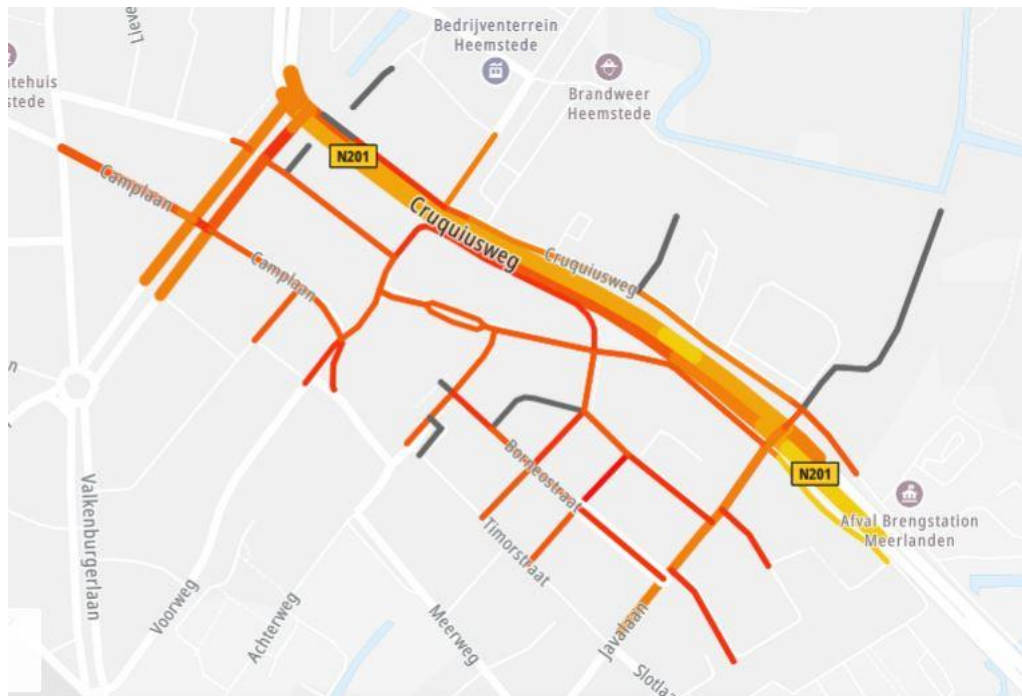 Bedrijventerrein
Heemstede
Brandweer
Heemstede
N201
Camplaan
Cruquiusweg
Cruquiusweg
Camplaan
N201
Afval Brengstation
Meerlanden
Borneostraat
Timorstraat
Valkenburgerlaan
Voorweg
Achterweg
Meerweg
Javalaan